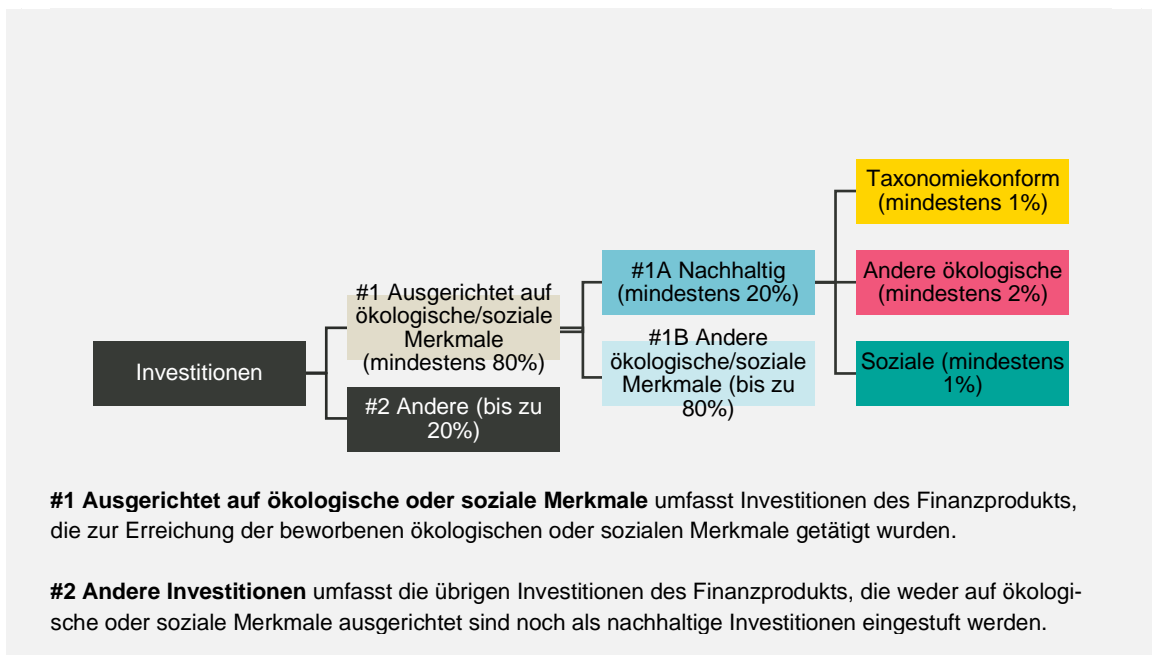 Taxonomiekonform
(mindestens 1%)
#1A Nachhaltig
(mindestens 20%)
Andere ökologische
(mindestens 2%)
#1 Ausgerichtet auf
ökologische/soziale
Merkmale
(mindestens 80%)
#1B Andere
ökologische/soziale
Merkmale (bis zu
80%)
Soziale (mindestens
1%)
Investitionen
#2 Andere (bis zu
20%)
#1 Ausgerichtet auf ökologische oder soziale Merkmale umfasst Investitionen des Finanzprodukts,
die zur Erreichung der beworbenen ökologischen oder sozialen Merkmale getätigt wurden.
#2 Andere Investitionen umfasst die übrigen Investitionen des Finanzprodukts, die weder auf ökologi-
sche oder soziale Merkmale ausgerichtet sind noch als nachhaltige Investitionen eingestuft werden.